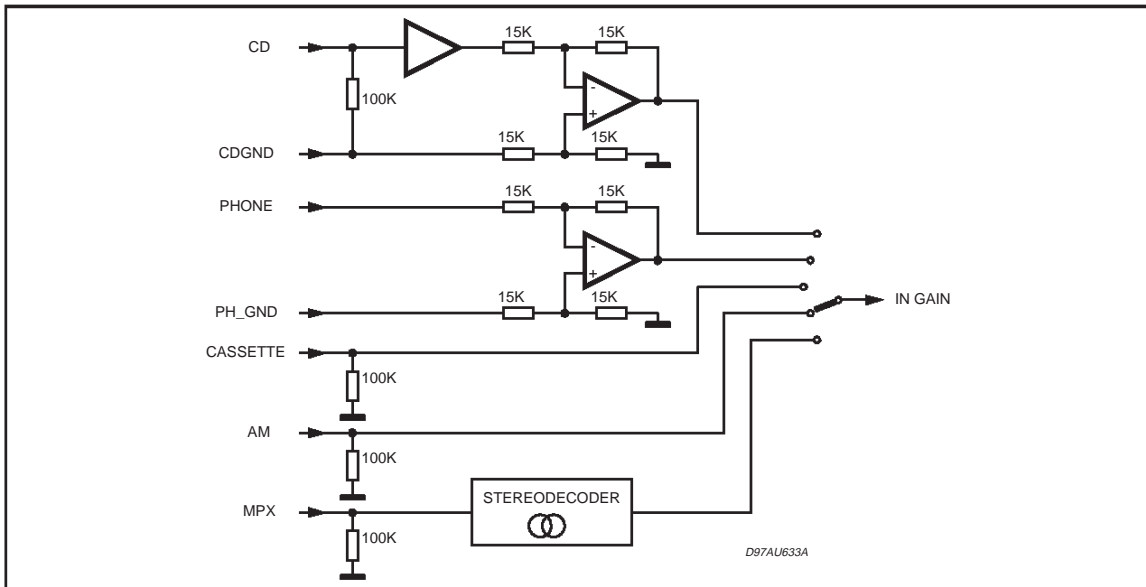 15K 15K
CD
-
100K
+
15K 15K
CDGND
15K 15K
PHONE
-
+
IN GAIN
15K 15K
PH_GND
CASSETTE
100K
AM
100K
STEREODECODER
MPX
100K
D97AU633A